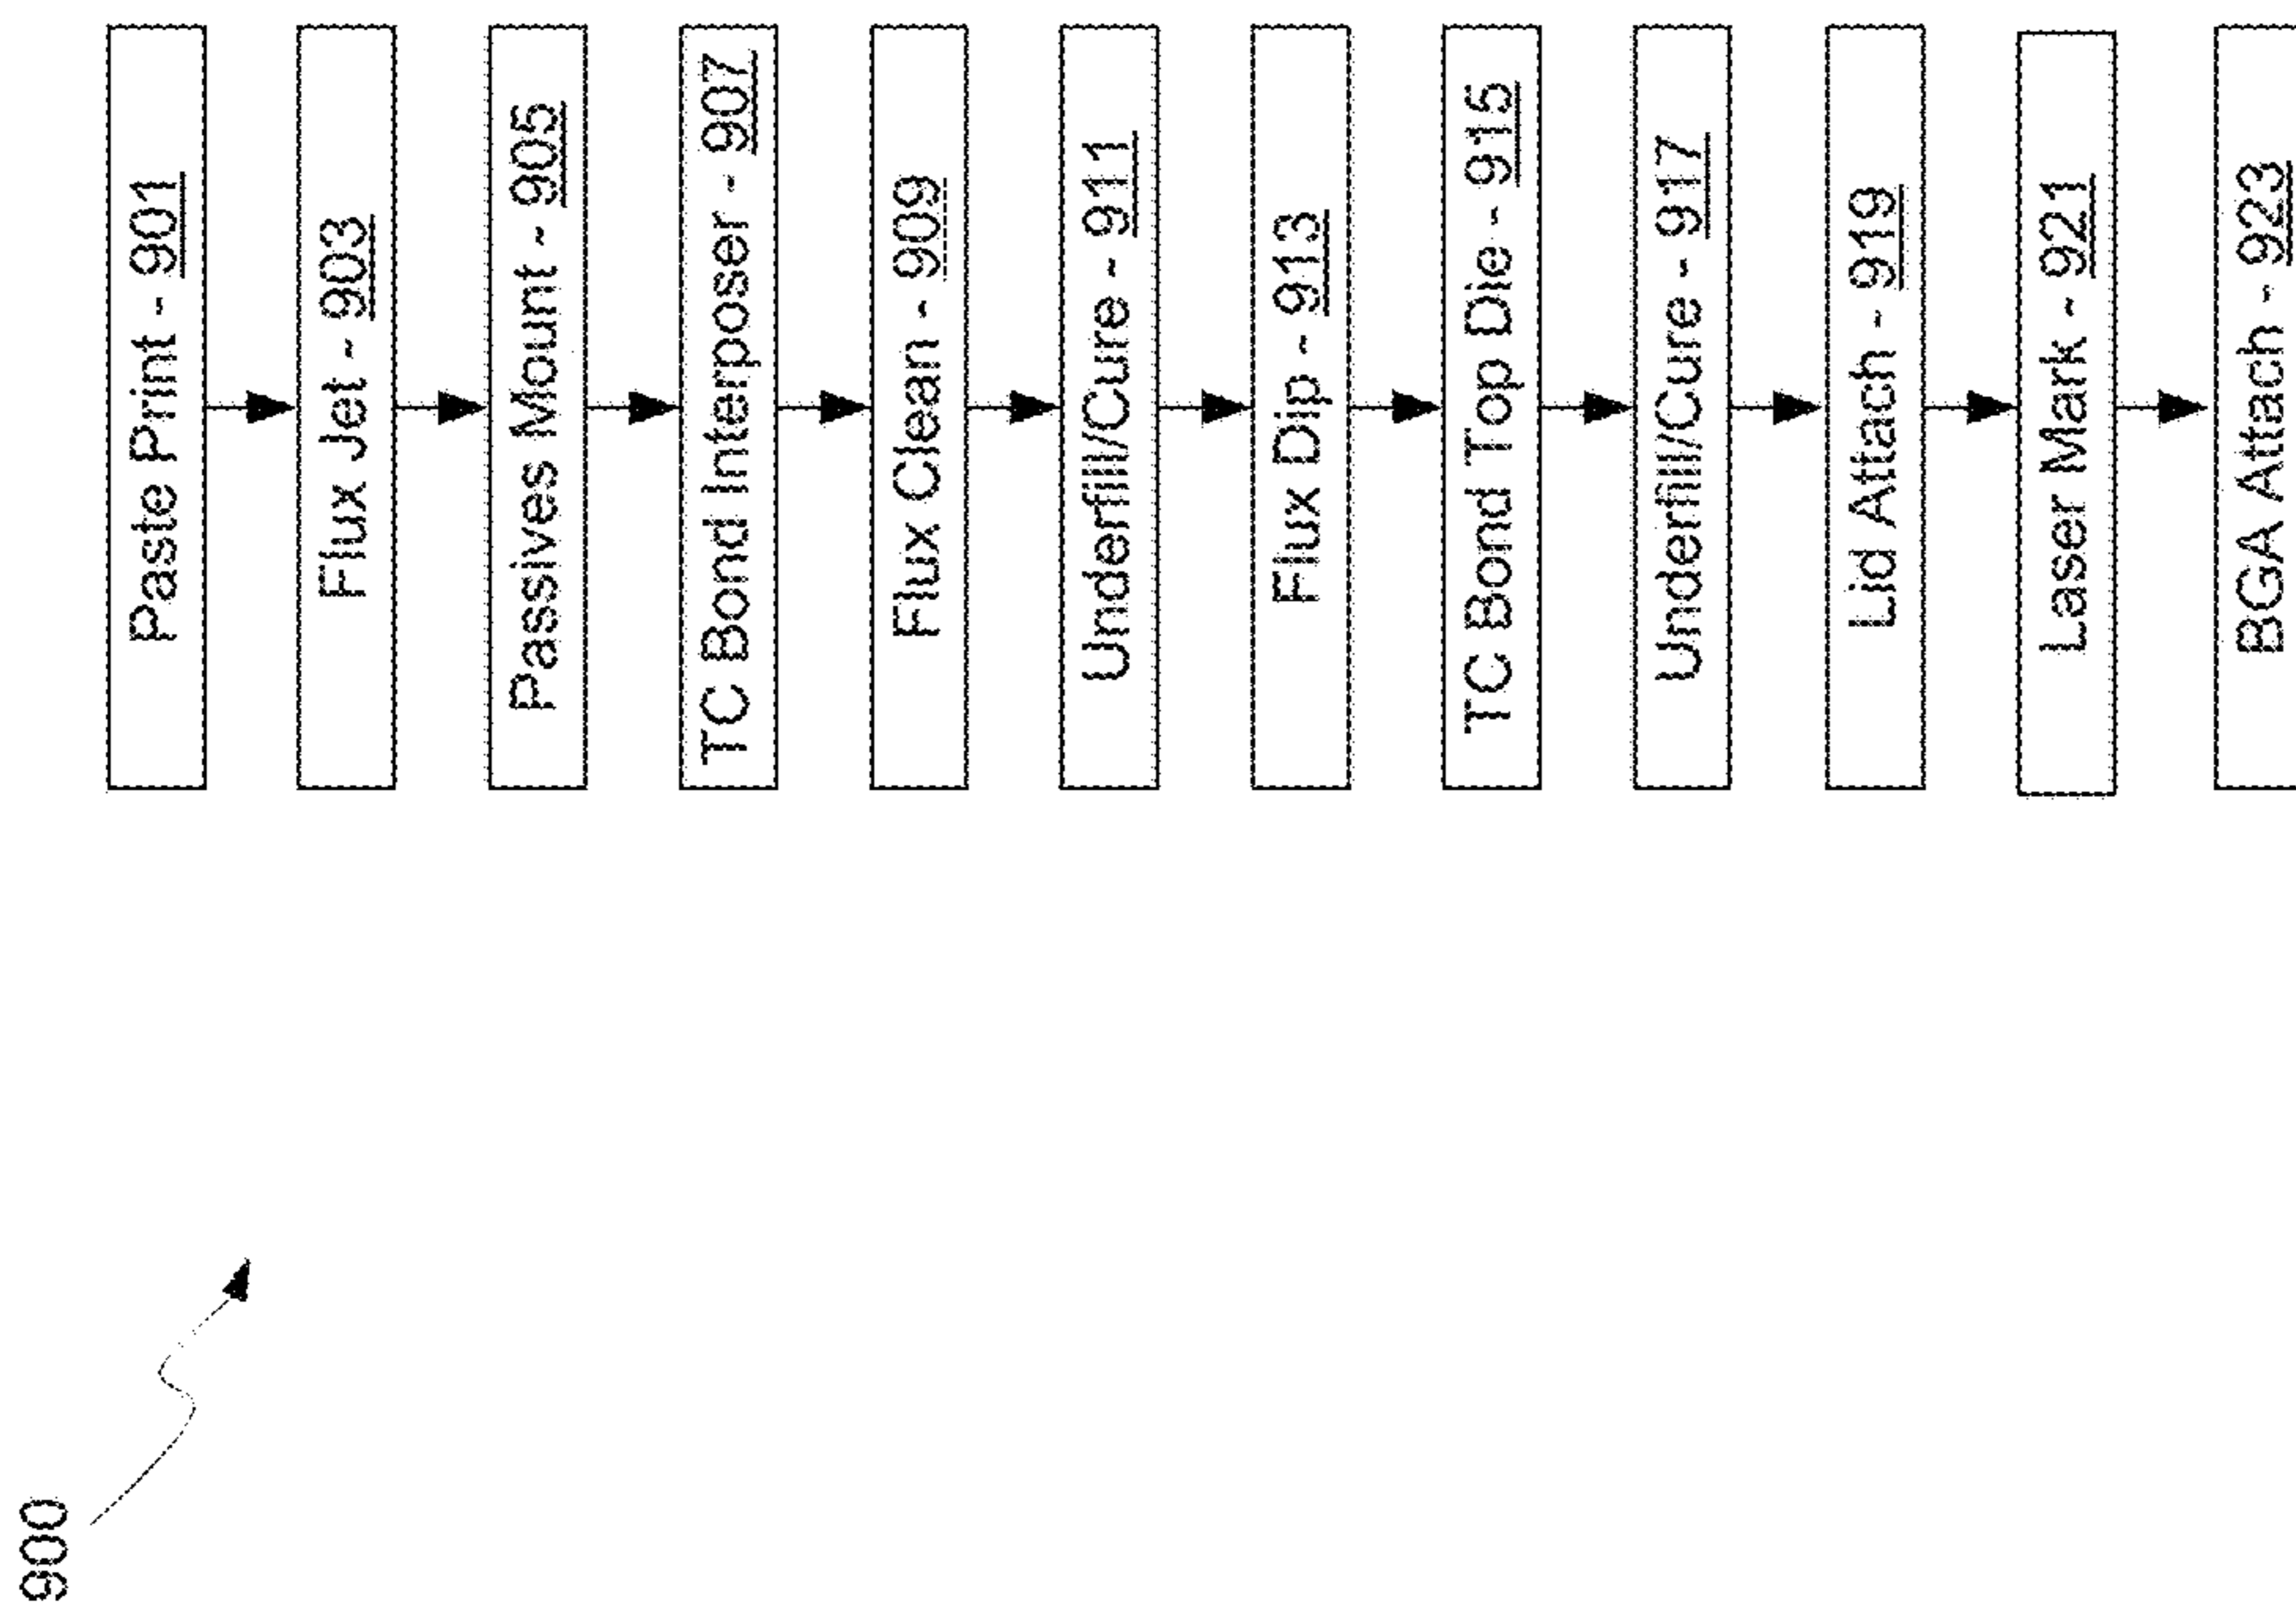 900
Paste Print - 901
Flux Jet - 903
Passives Mount - 905
TC Bond Interposer - 907
Flux Clean - 909
Underfill/Cure - 911
Flux Dip - 913
TC Bond Top Die - 915
Underfill/Cure - 917
Lid Attach - 919
Laser Mark - 921
BGA Attach - 923